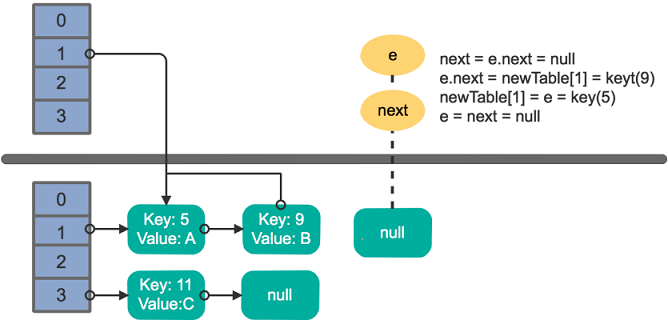 0
1
2
3
e
next
next = e.next = null
e.next = newTable[1] = keyt(9)
newTable[1] = e = key(5)
e = next = null
0
1
2
3
Key: 5
Value: A
Key: 9
Value: B
null
Key: 11
Value:C
null